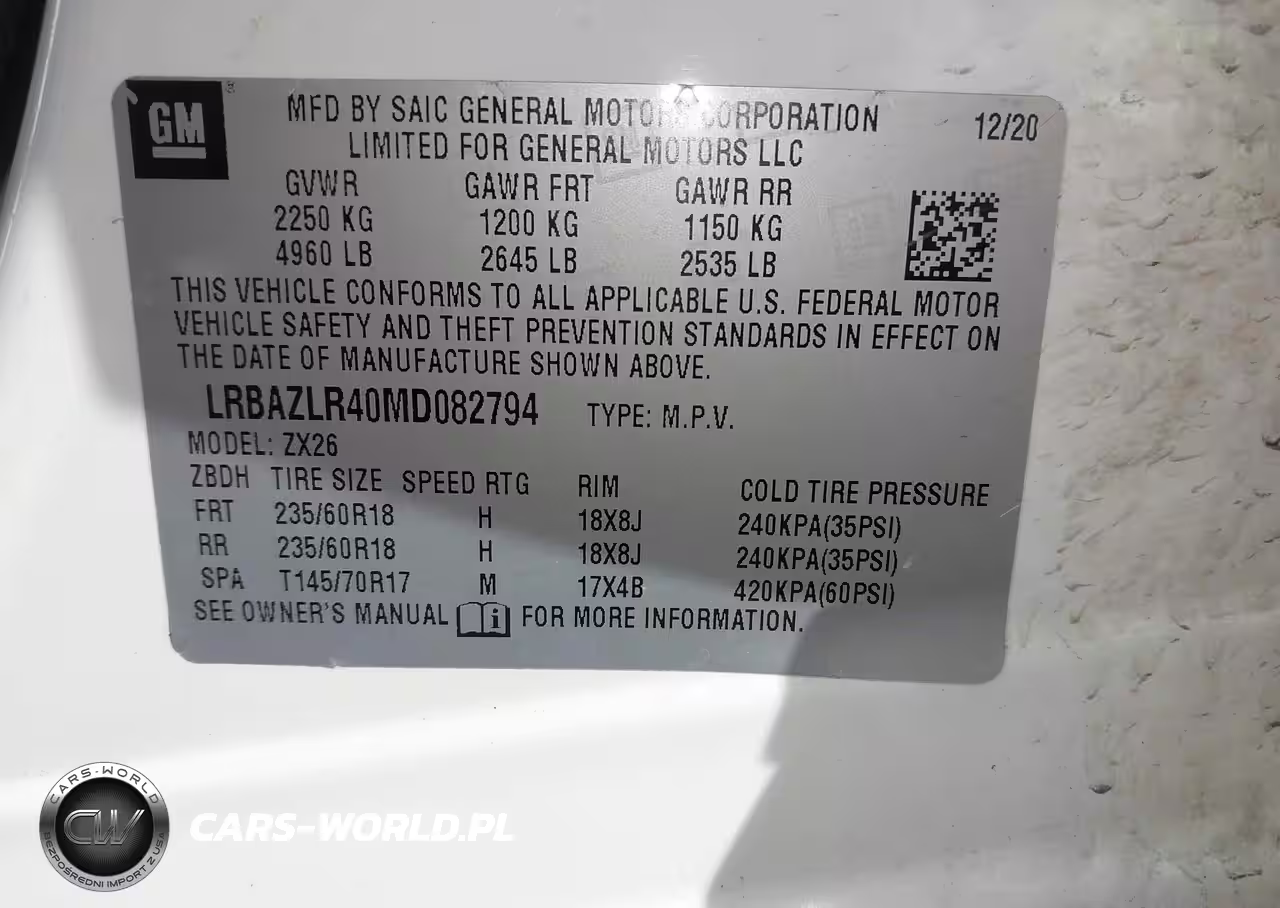 GM
MFD BY SAIC GENERAL MOTORS CORPORATION 12/20
LIMITED FOR GENERAL MOTORS LLC
GVWR GAWR FRT GAWR RR
2250 KG 1200 KG 1150 KG
4960 LB 2645 LB 2535 LB
THIS VEHICLE CONFORMS TO ALL APPLICABLE U.S. FEDERAL MOTOR
VEHICLE SAFETY AND THEFT PREVENTION STANDARDS IN EFFECT ON
THE DATE OF MANUFACTURE SHOWN ABOVE.
LRBAZLR40MD082794 TYPE: M.P.V.
MODEL: ZX26
ZBDH TIRE SIZE SPEED RTG RIM COLD TIRE PRESSURE
FRT 235/60R18 H 18X8J 240KPA(35PSI)
RR 235/60R18 H 18X8J 240KPA(35PSI)
SPA T145/70R17 M 17X4B 420KPA(60PSI)
SEE OWNER'S MANUAL FOR MORE INFORMATION.
CARS-WORLD
CW
BEZPOŚREDNI IMPORT Z USA
CARS-WORLD.PL